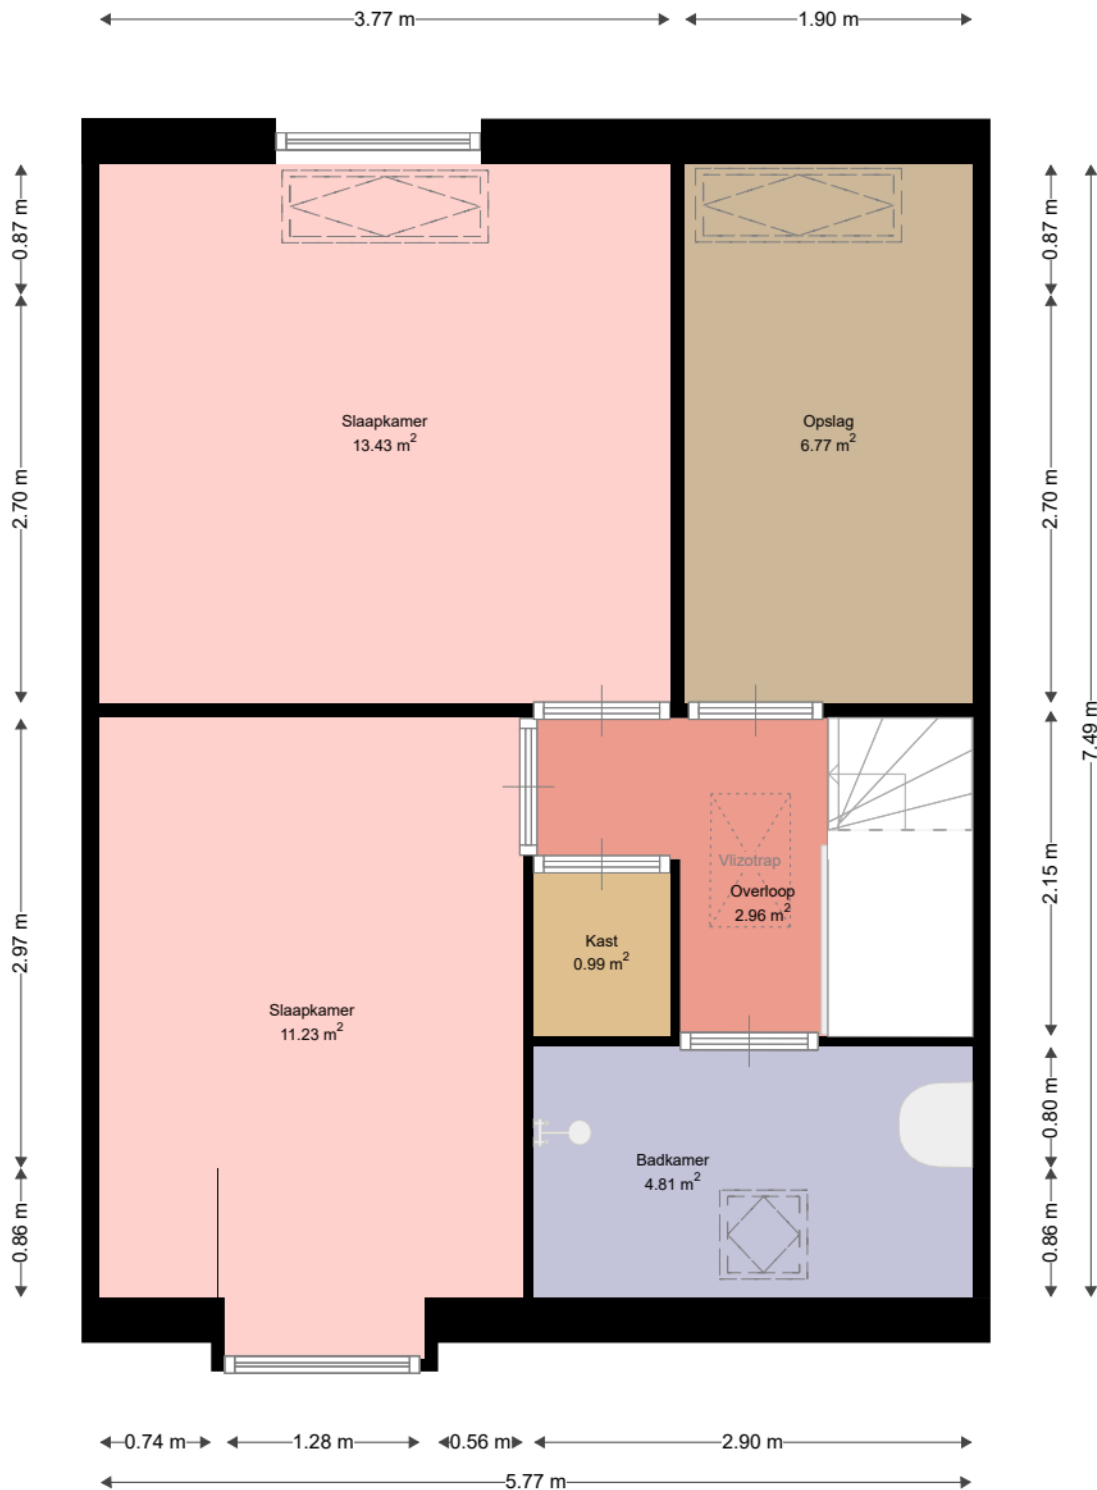 3.77 m
1.90 m
0.87 m
0.87 m
Slaapkamer
13.43 m²
Opslag
6.77 m²
2.70 m
2.70 m
7.49 m
Vlizotrap
Overloop
2.96 m²
2.15 m
Kast
0.99 m²
2.97 m
Slaapkamer
11.23 m²
0.80 m
Badkamer
4.81 m²
0.86 m
0.86 m
0.74 m
1.28 m
0.56 m
2.90 m
5.77 m